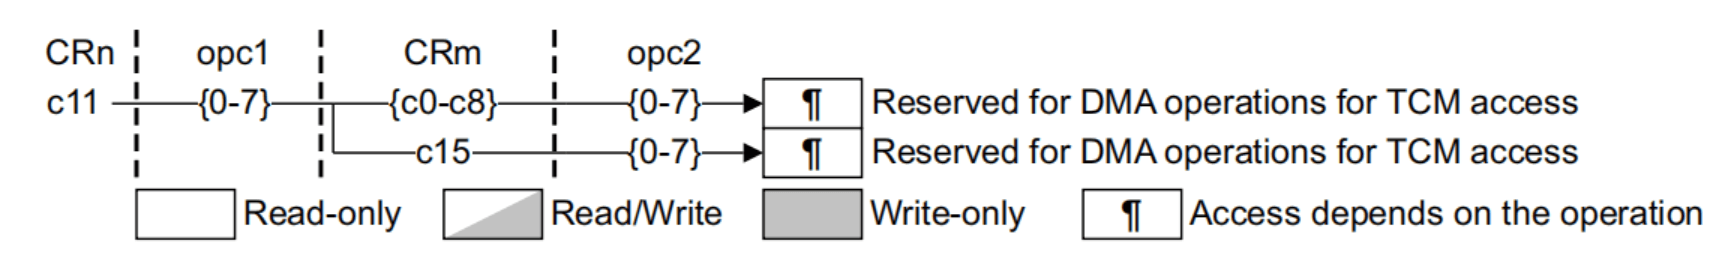 CRn opc1 CRm opc2
c11 {0-7} {c0-c8} {0-7} ¶ Reserved for DMA operations for TCM access
c15 {0-7} ¶ Reserved for DMA operations for TCM access
Read-only Read/Write Write-only ¶ Access depends on the operation